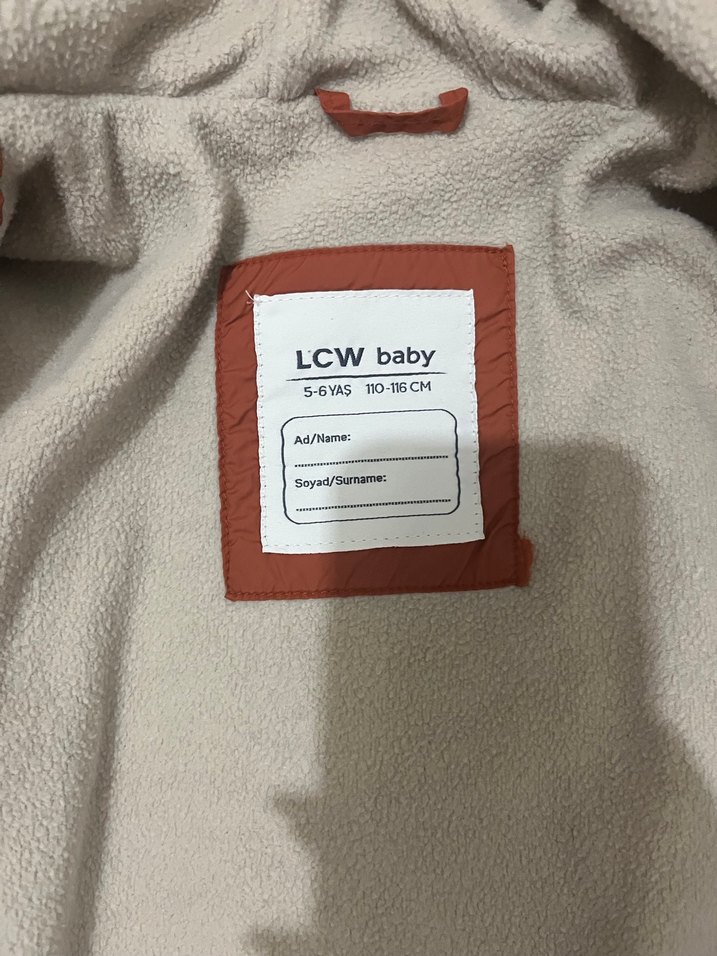 LCW baby
5-6 YAŞ 110-116 CM
Ad/Name:
Soyad/Surname: